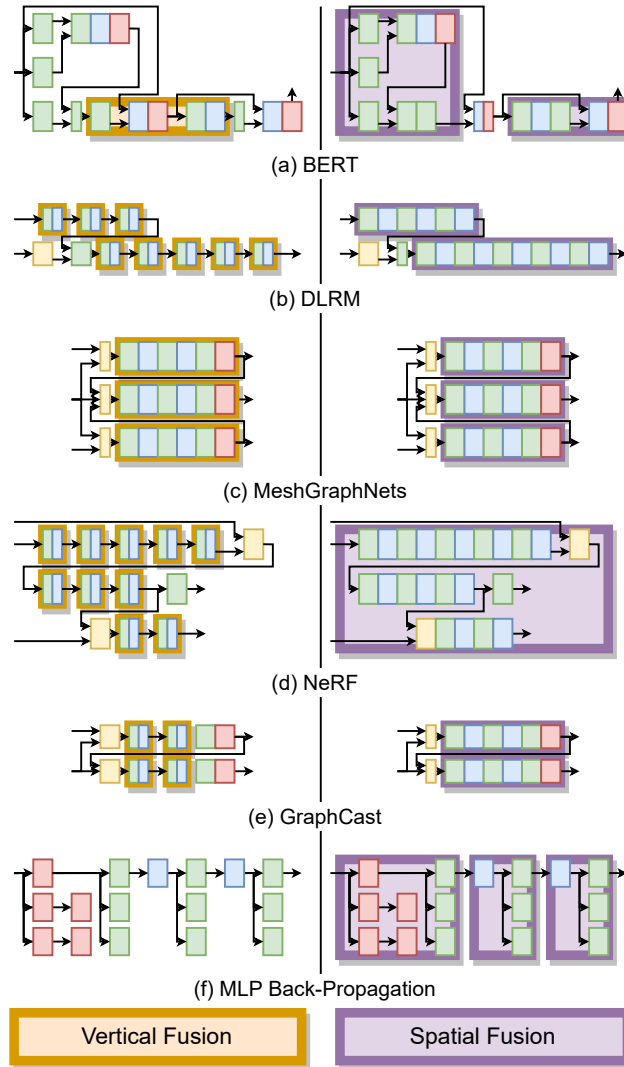 (a) BERT
(b) DLRM
(c) MeshGraphNets
(d) NeRF
(e) GraphCast
(f) MLP Back-Propagation
Vertical Fusion
Spatial Fusion